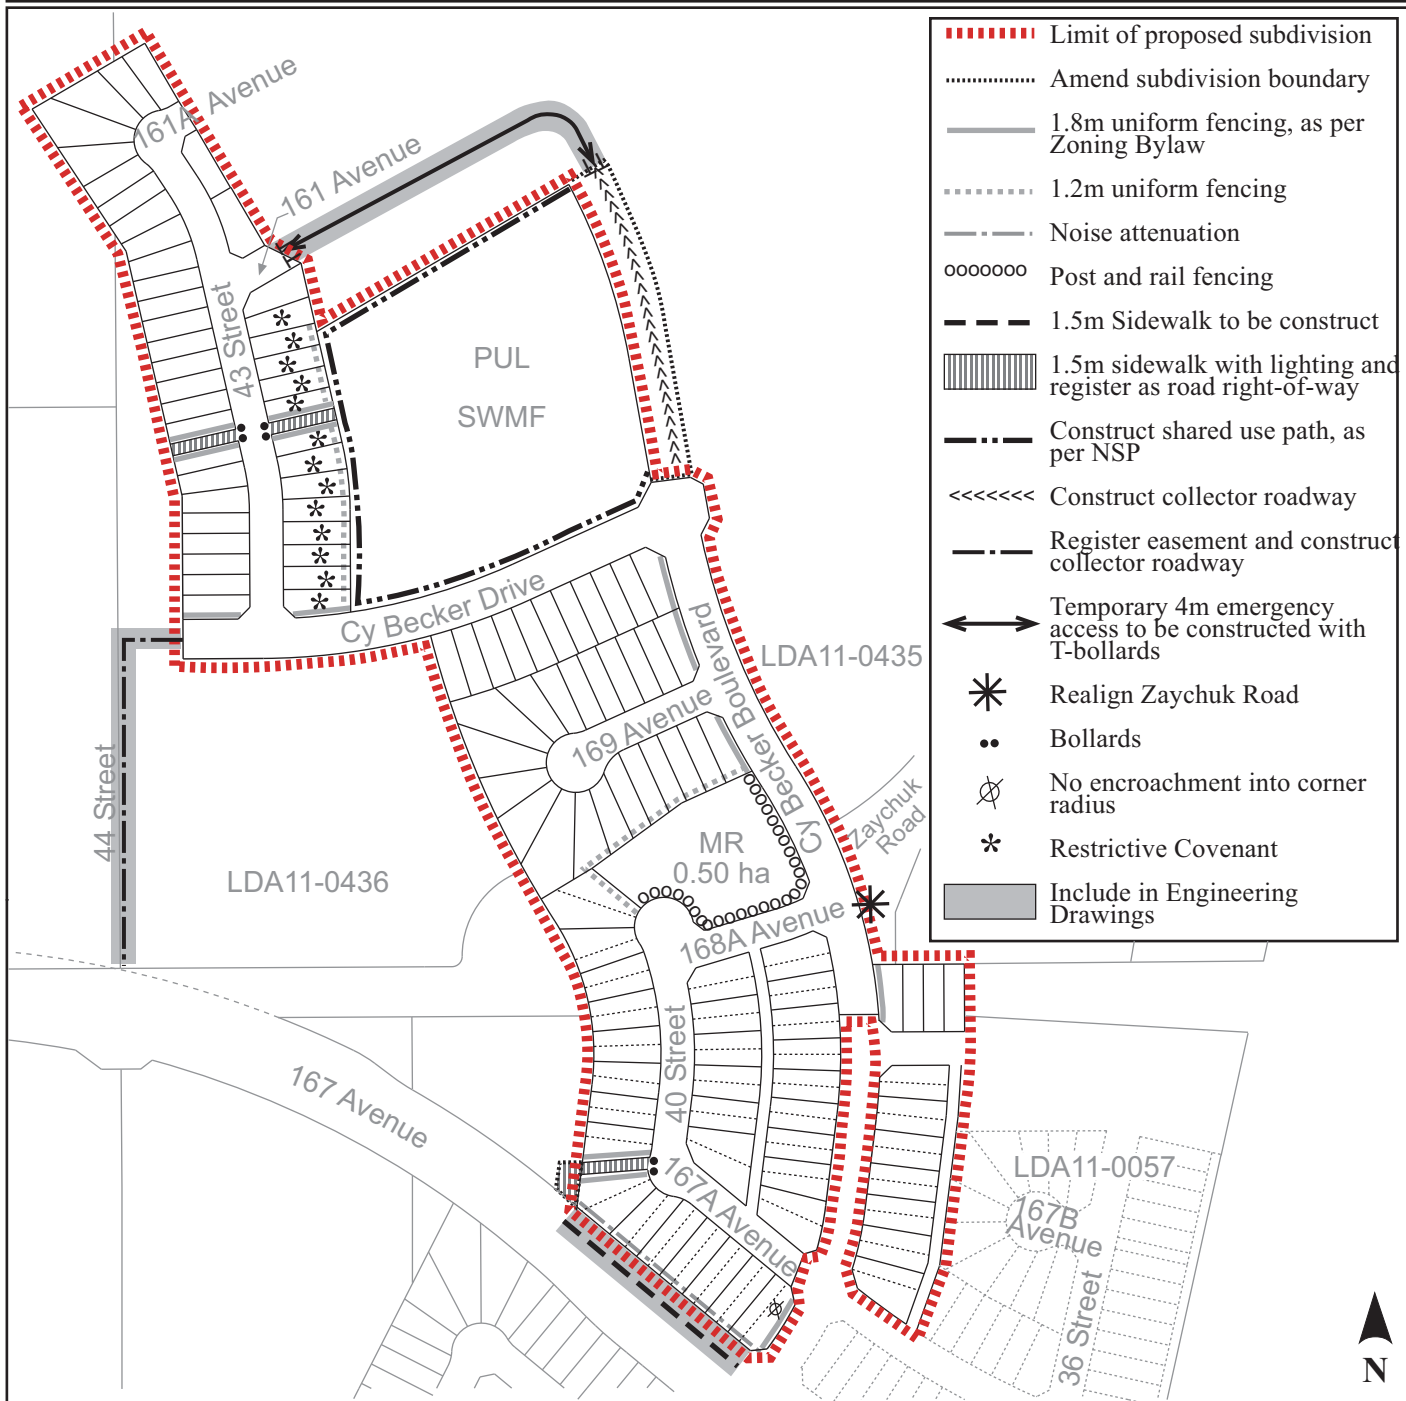 Limit of proposed subdivision
Amend subdivision boundary
1.8m uniform fencing, as per
Zoning Bylaw
1.2m uniform fencing
Noise attenuation
Post and rail fencing
1.5m Sidewalk to be construct
1.5m sidewalk with lighting and
register as road right-of-way
Construct shared use path, as
per NSP
Construct collector roadway
Register easement and construct
collector roadway
Temporary 4m emergency
access to be constructed with
T-bollards
Realign Zaychuk Road
Bollards
No encroachment into corner
radius
Restrictive Covenant
Include in Engineering
Drawings
161A Avenue
161 Avenue
43 Street
PUL
SWMF
Cy Becker Drive
Cy Becker Boulevard
LDA11-0435
169 Avenue
44 Street
LDA11-0436
MR
0.50 ha
Zaychuk
Road
168A Avenue
40 Street
167 Avenue
167A Avenue
LDA11-0057
167B
Avenue
36 Street
N